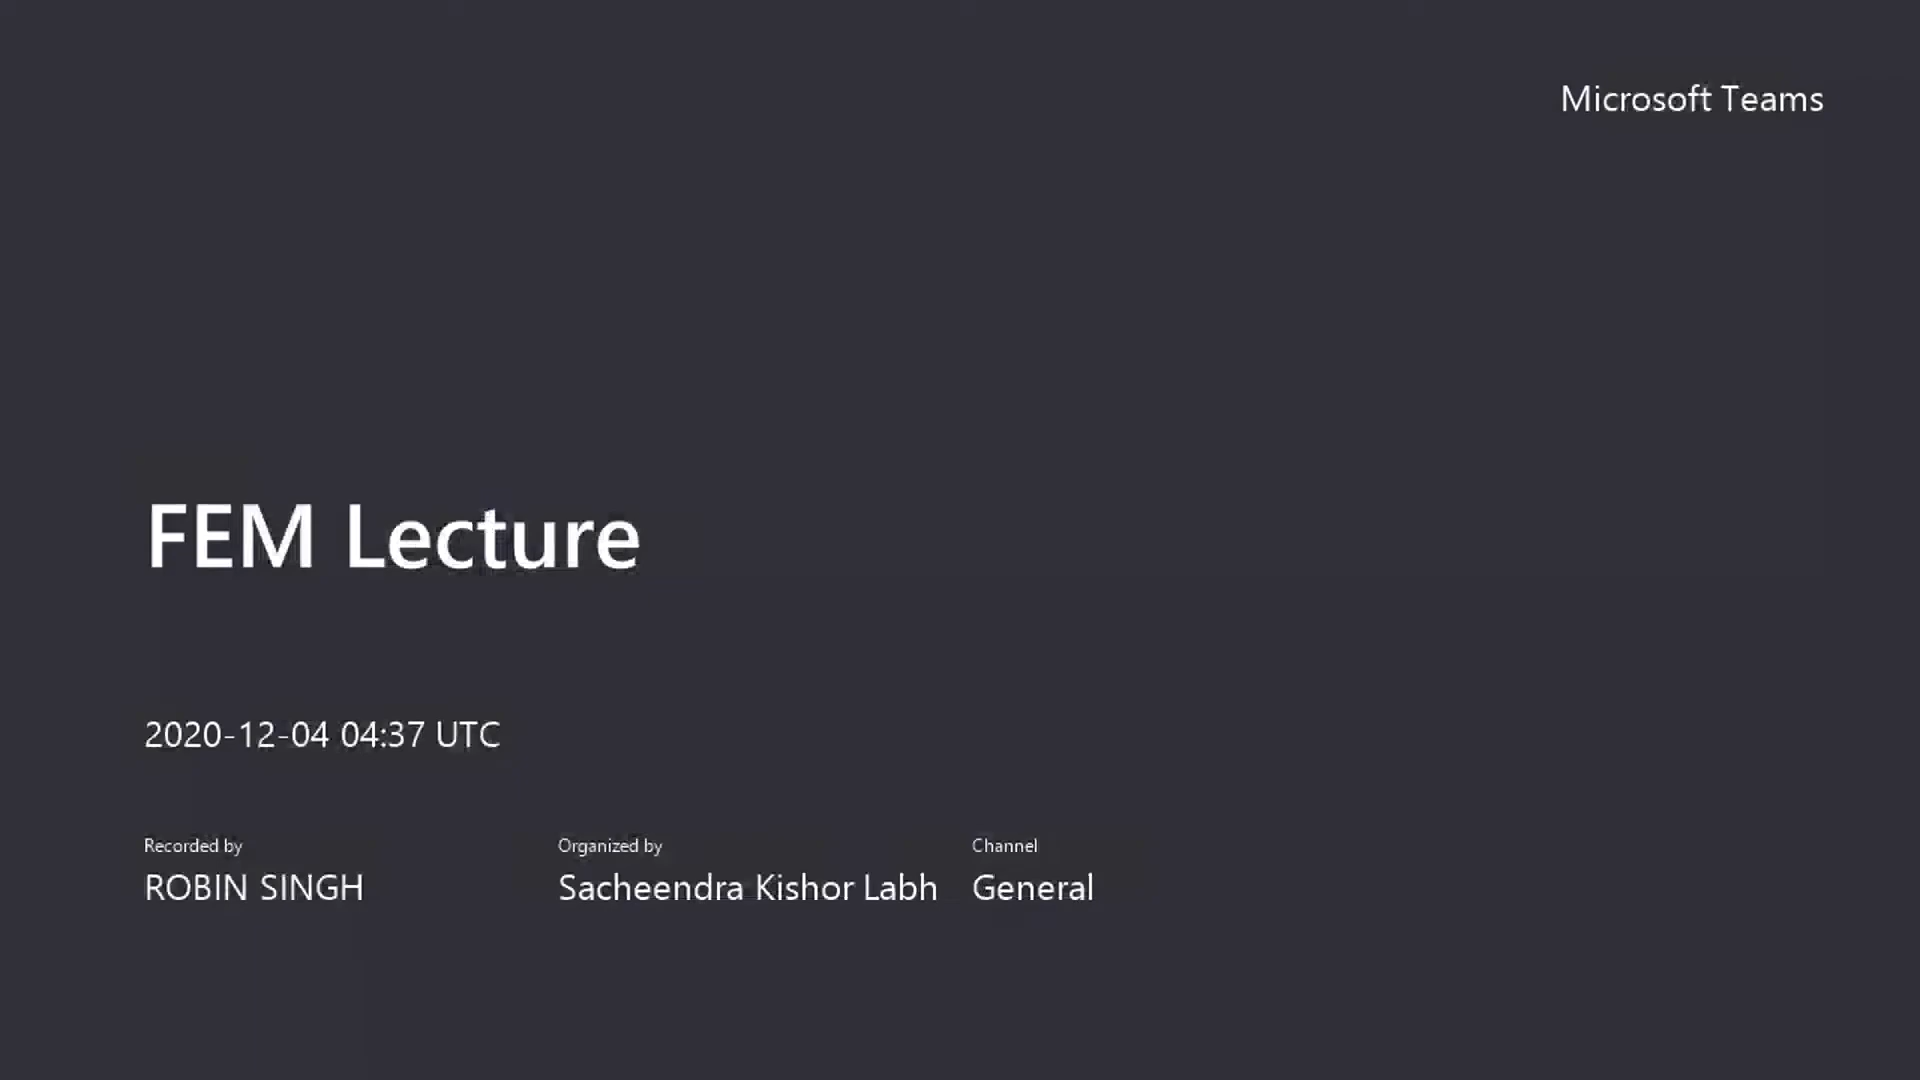 Microsoft Teams
FEM Lecture
2020-12-04 04:37 UTC
Recorded by
ROBIN SINGH
Organized by
Sacheendra Kishor Labh
Channel
General